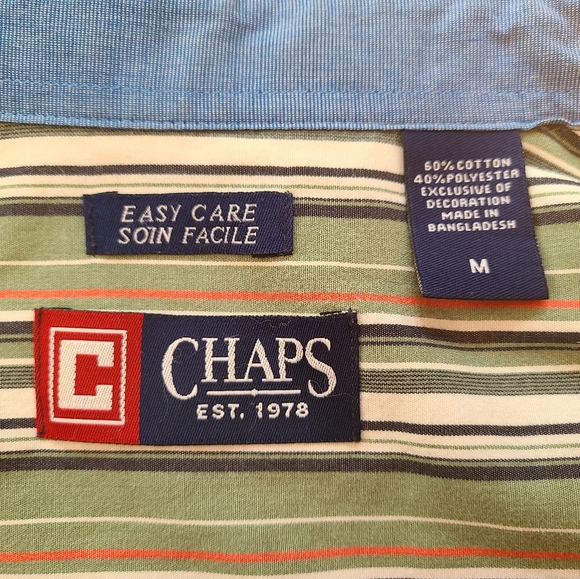 60% COTTON
40% POLYESTER
EXCLUSIVE OF
DECORATION
MADE IN
BANGLADESH
M
EASY CARE
SOIN FACILE
C
CHAPS
EST. 1978